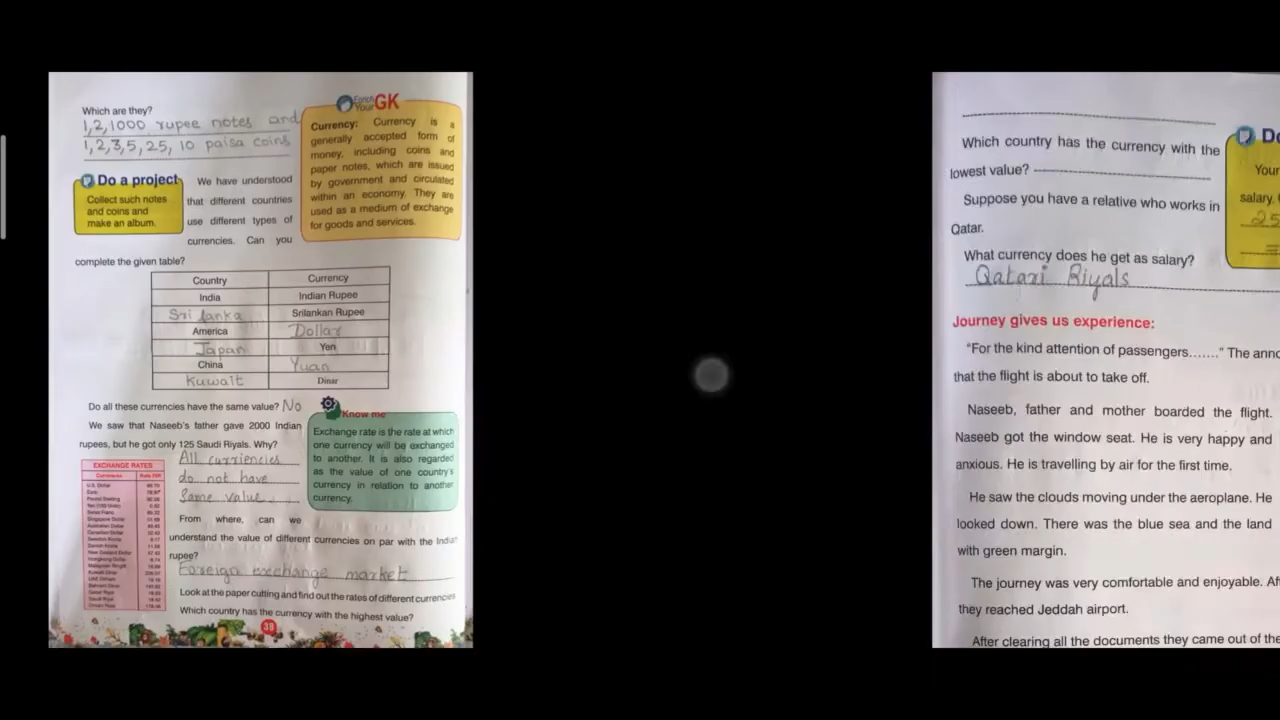 Which are they?
1,2,1000 rupee notes and
1,2,3,5,25, 10 paisa coins
Do a project
Collect such notes
and coins and
make an album.
We have understood
that different countries
use different types of
currencies. Can you
complete the given table?
Enrich Your GK
Currency: Currency is a
generally accepted form of
money, including coins and
paper notes, which are issued
by government and circulated
within an economy. They are
used as a medium of exchange
for goods and services.
Country Currency
India Indian Rupee
Sri lanka Srilankan Rupee
America Dollar
Japan Yen
China Yuan
Kuwait Dinar
Do all these currencies have the same value? No
We saw that Naseeb's father gave 2000 Indian
rupees, but he got only 125 Saudi Riyals. Why?
All curriencies
do not have
Same value
Know me
Exchange rate is the rate at which
one currency will be exchanged
to another. It is also regarded
as the value of one country's
currency in relation to another
currency.
EXCHANGE RATES
From where, can we
understand the value of different currencies on par with the Indian
rupee?
Foreign exchange market
Look at the paper cutting and find out the rates of different currencies
Which country has the currency with the highest value?
39
Which country has the currency with the
lowest value?
Suppose you have a relative who works in
Qatar.
What currency does he get as salary?
Qatari Riyals
Do
Your
salary.
25
Journey gives us experience:
"For the kind attention of passengers......." The anno
that the flight is about to take off.
Naseeb, father and mother boarded the flight.
Naseeb got the window seat. He is very happy and
anxious. He is travelling by air for the first time.
He saw the clouds moving under the aeroplane. He
looked down. There was the blue sea and the land
with green margin.
The journey was very comfortable and enjoyable. Af
they reached Jeddah airport.
After clearing all the documents they came out of the